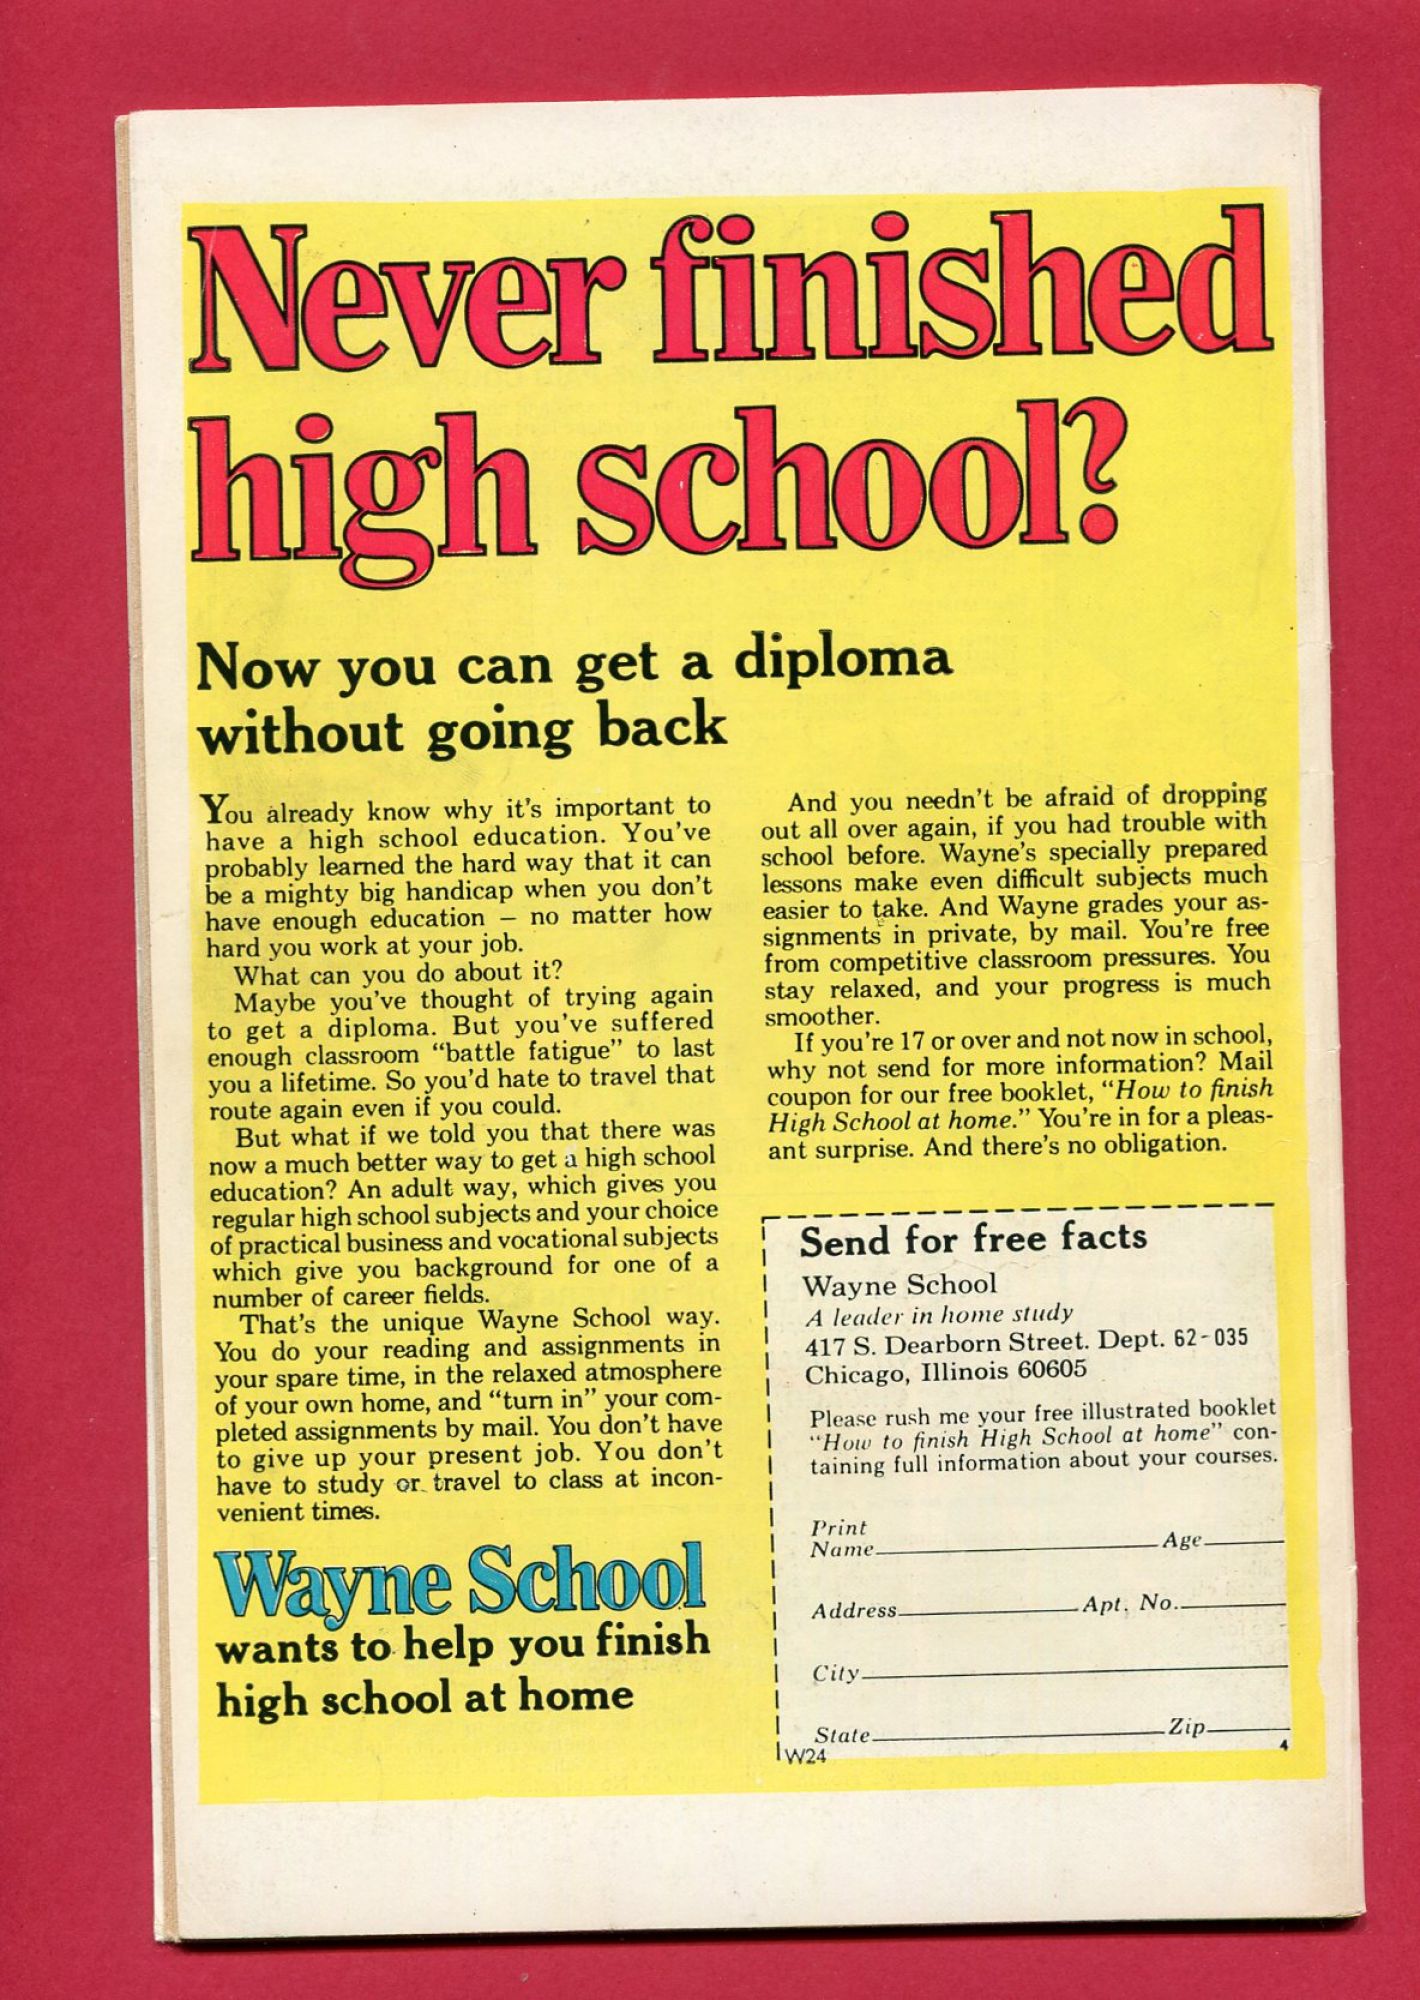 Never finished
high school?
Now you can get a diploma
without going back
You already know why it's important to
have a high school education. You've
probably learned the hard way that it can
be a mighty big handicap when you don't
have enough education – no matter how
hard you work at your job.
What can you do about it?
Maybe you've thought of trying again
to get a diploma. But you've suffered
enough classroom “battle fatigue” to last
you a lifetime. So you'd hate to travel that
route again even if you could.
But what if we told you that there was
now a much better way to get a high school
education? An adult way, which gives you
regular high school subjects and your choice
of practical business and vocational subjects
which give you background for one of a
number of career fields.
That's the unique Wayne School way.
You do your reading and assignments in
your spare time, in the relaxed atmosphere
of your own home, and “turn in” your com-
pleted assignments by mail. You don't have
to give up your present job. You don't
have to study or travel to class at incon-
venient times.
Wayne School
wants to help you finish
high school at home
And you needn't be afraid of dropping
out all over again, if you had trouble with
school before. Wayne's specially prepared
lessons make even difficult subjects much
easier to take. And Wayne grades your as-
signments in private, by mail. You're free
from competitive classroom pressures. You
stay relaxed, and your progress is much
smoother.
If you're 17 or over and not now in school,
why not send for more information? Mail
coupon for our free booklet, “How to finish
High School at home.” You're in for a pleas-
ant surprise. And there's no obligation.
Send for free facts
Wayne School
A leader in home study
417 S. Dearborn Street. Dept. 62-035
Chicago, Illinois 60605
Please rush me your free illustrated booklet
“How to finish High School at home” con-
taining full information about your courses.
Print
Name Age
Address Apt. No.
City
State Zip
W24 4